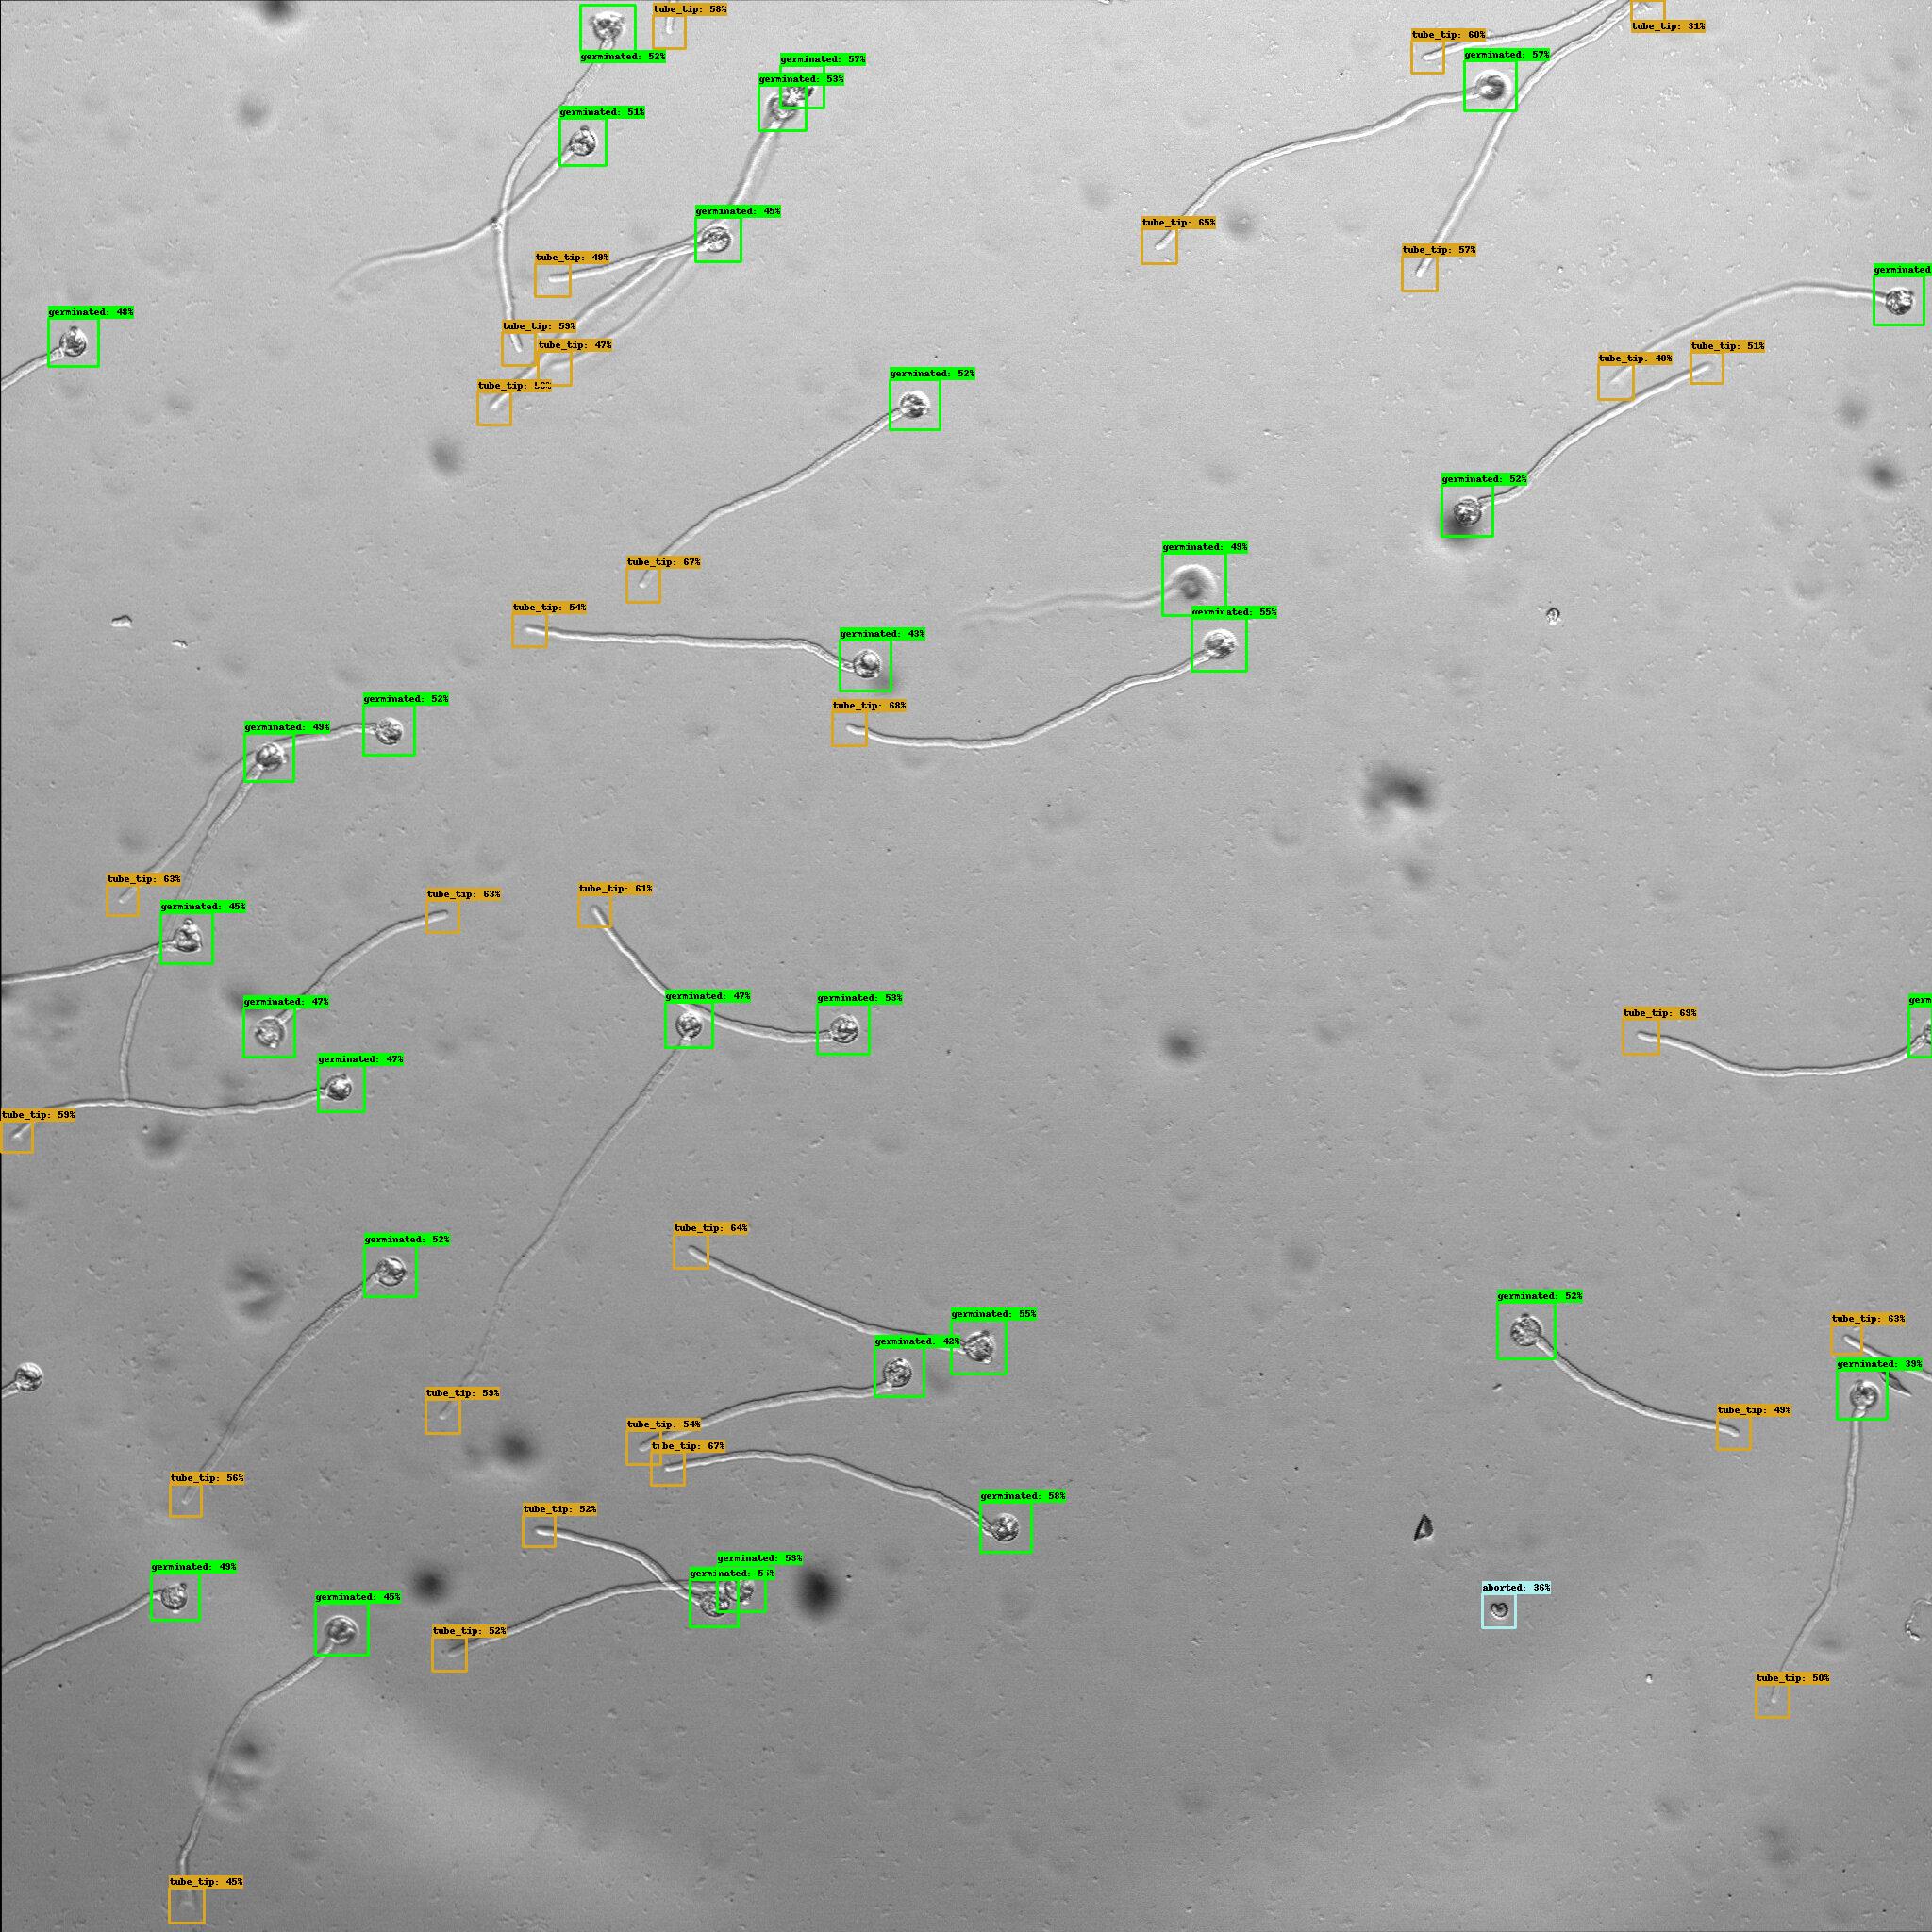 tube_tip: 58%
tube_tip: 31%
tube_tip: 60%
germinated: 52%
germinated: 57%
germinated: 57%
germinated: 53%
germinated: 51%
germinated: 45%
tube_tip: 65%
tube_tip: 57%
tube_tip: 49%
germinated
germinated: 48%
tube_tip: 59%
tube_tip: 47%
tube_tip: 51%
tube_tip: 48%
germinated: 52%
tube_tip:
germinated: 52%
germinated: 49%
tube_tip: 67%
tube_tip: 54%
germinated: 55%
germinated: 43%
germinated: 52%
tube_tip: 68%
germinated: 49%
tube_tip: 63%
tube_tip: 61%
tube_tip: 63%
germinated: 45%
germinated: 47%
germinated: 53%
germ
germinated: 47%
tube_tip: 69%
germinated: 47%
tube_tip: 59%
tube_tip: 64%
germinated: 52%
germinated: 52%
germinated: 55%
tube_tip: 63%
germinated: 42%
germinated: 39%
tube_tip: 59%
tube_tip: 49%
tube_tip: 54%
tube_tip: 67%
tube_tip: 56%
germinated: 58%
tube_tip: 52%
germinated: 53%
germinated: 49%
germinated: 5
aborted: 36%
germinated: 45%
tube_tip: 52%
tube_tip: 50%
tube_tip: 45%